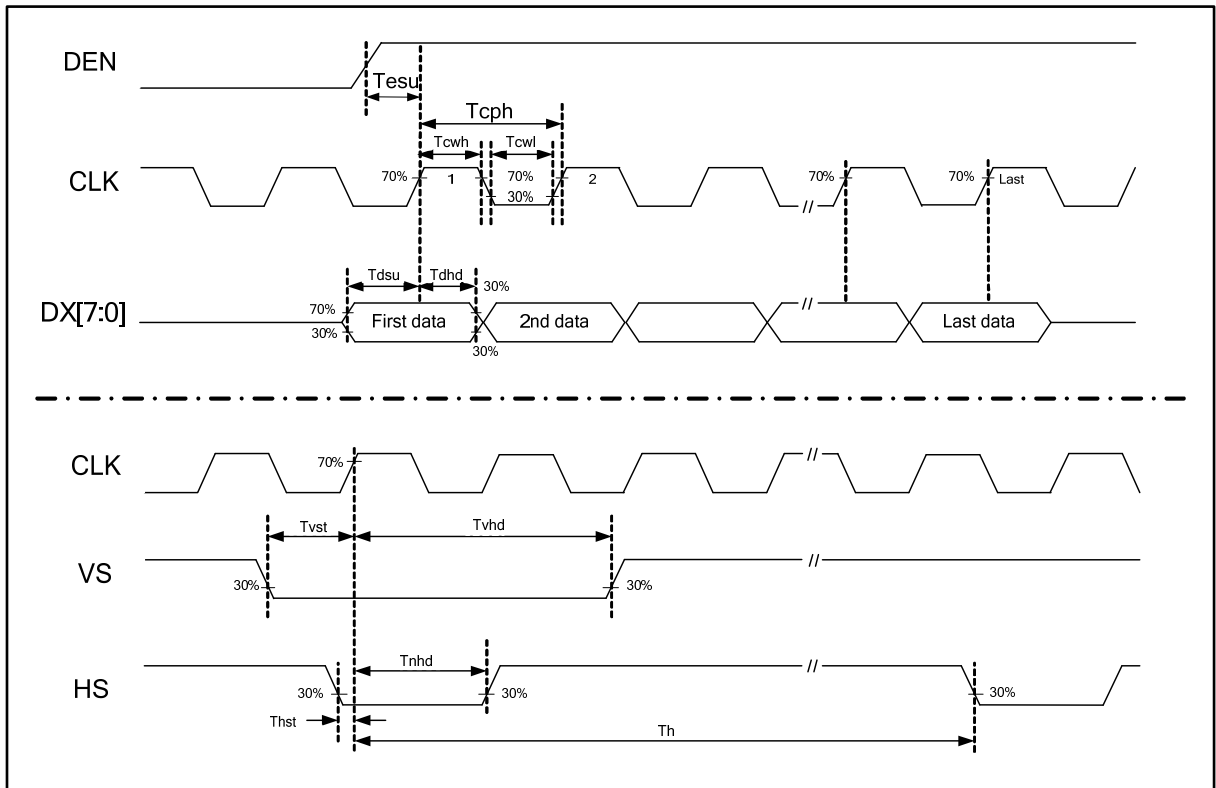 DEN
Tesu
Tcph
Tcwh
Tcwl
CLK
70%
1
70%
30%
2
70%
//
70%
Last
Tdsu
Tdhd
30%
DX[7:0]
70%
30%
First data
2nd data
//
Last data
30%
CLK
70%
//
Tvst
Tvhd
VS
30%
30%
//
Tnhd
HS
30%
30%
//
30%
Thst
Th